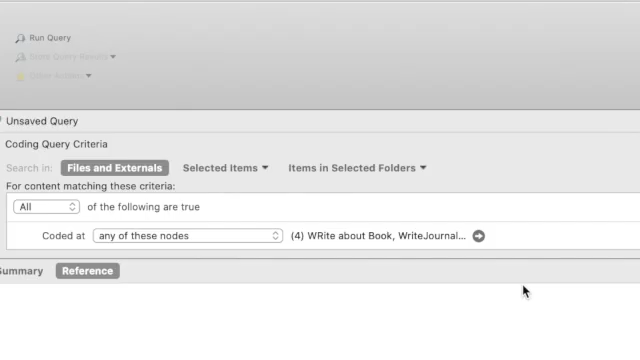 Run Query
Save Query Results
Unsaved Query
Coding Query Criteria
Search in: Files and Externals Selected Items Items in Selected Folders
For content matching these criteria:
All of the following are true
Coded at any of these nodes (4) WRite about Book, WriteJournal...
Summary Reference